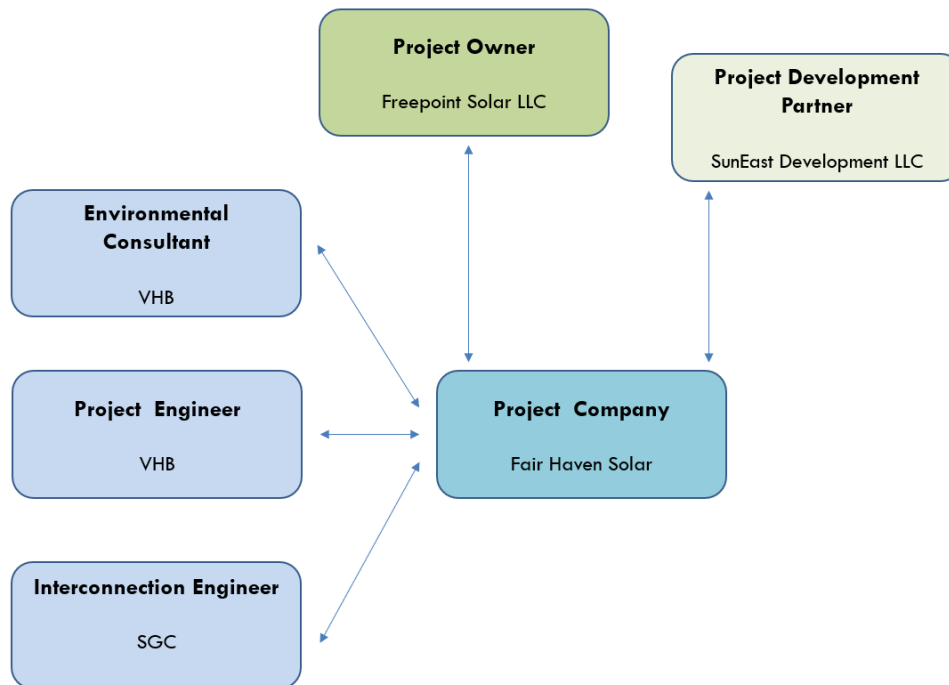 Project Owner
Freepoint Solar LLC
Project Development
Partner
SunEast Development LLC
Environmental
Consultant
VHB
Project Engineer
VHB
Project Company
Fair Haven Solar
Interconnection Engineer
SGC